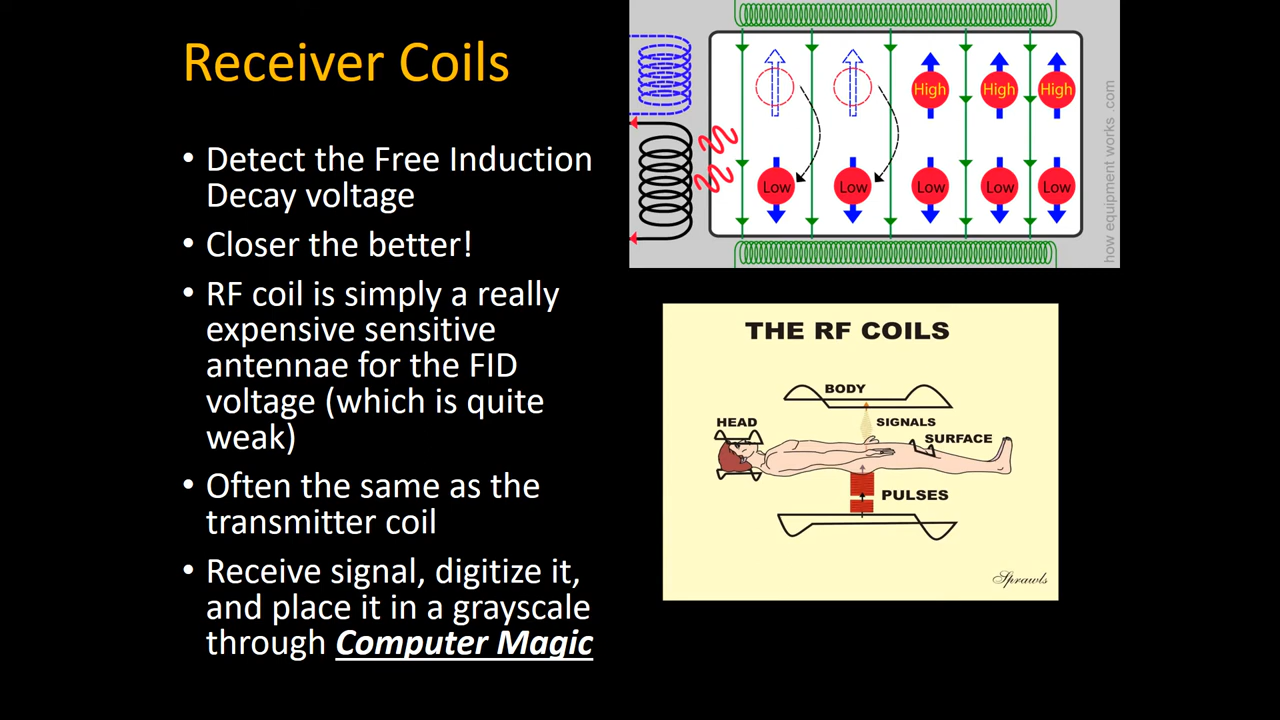 Receiver Coils
• Detect the Free Induction
Decay voltage
• Closer the better!
• RF coil is simply a really
expensive sensitive
antennae for the FID
voltage (which is quite
weak)
• Often the same as the
transmitter coil
• Receive signal, digitize it,
and place it in a grayscale
through Computer Magic
High High High
Low Low Low Low Low
how equipment works .com
THE RF COILS
BODY
HEAD
SIGNALS
SURFACE
PULSES
Sprawls